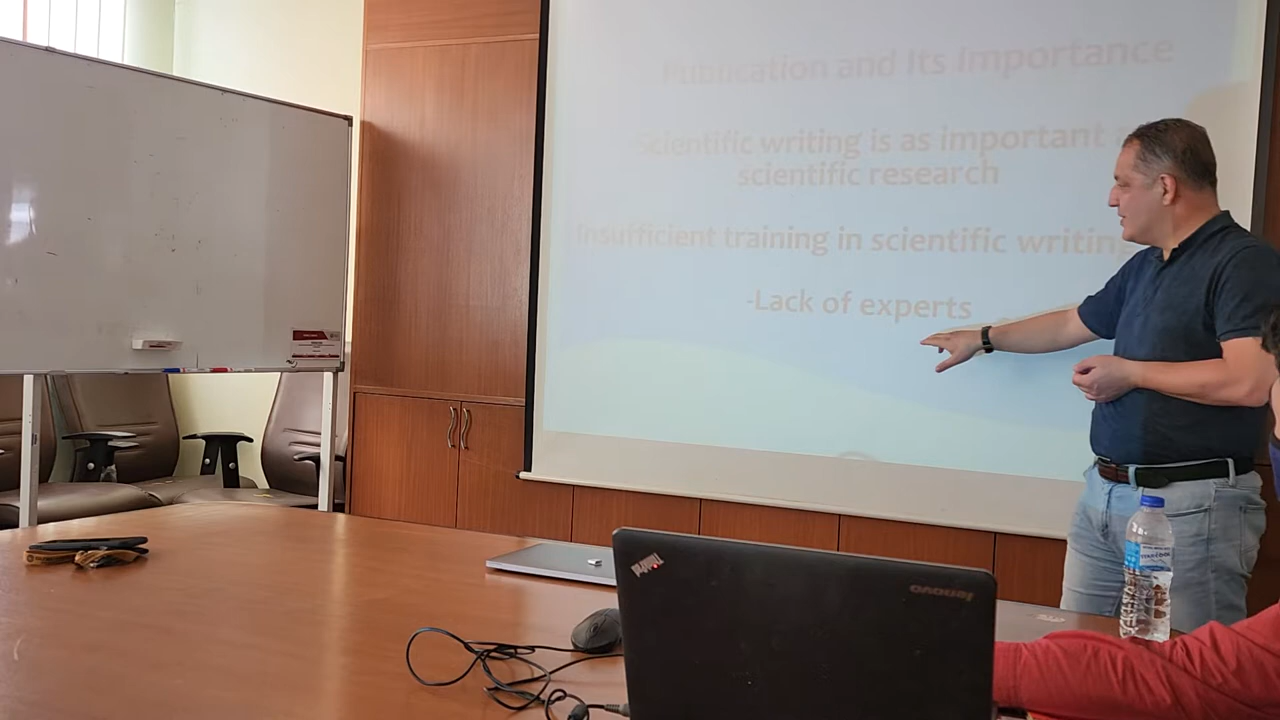 Publication and Its Importance
-Scientific writing is as important
scientific research
Insufficient training in scientific writing
-Lack of experts
ThinkPad
lenovo